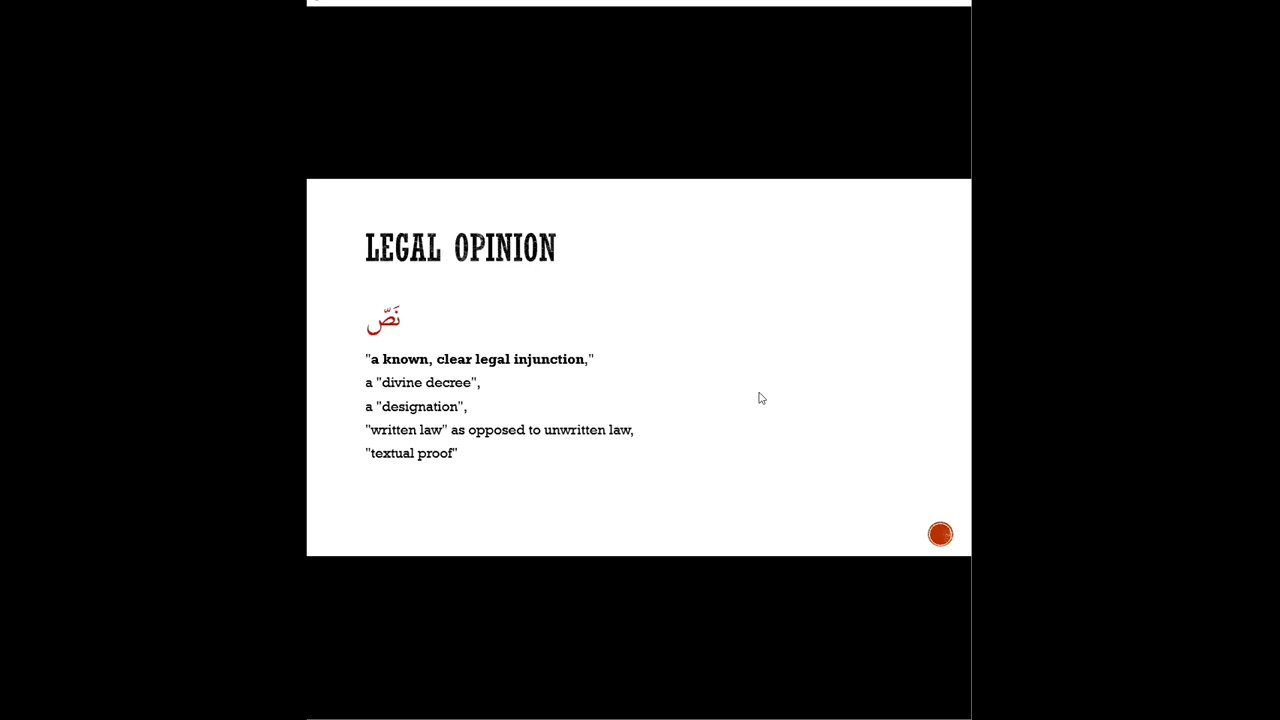 LEGAL OPINION
نَصّ
"a known, clear legal injunction,"
a "divine decree",
a "designation",
"written law" as opposed to unwritten law,
"textual proof"